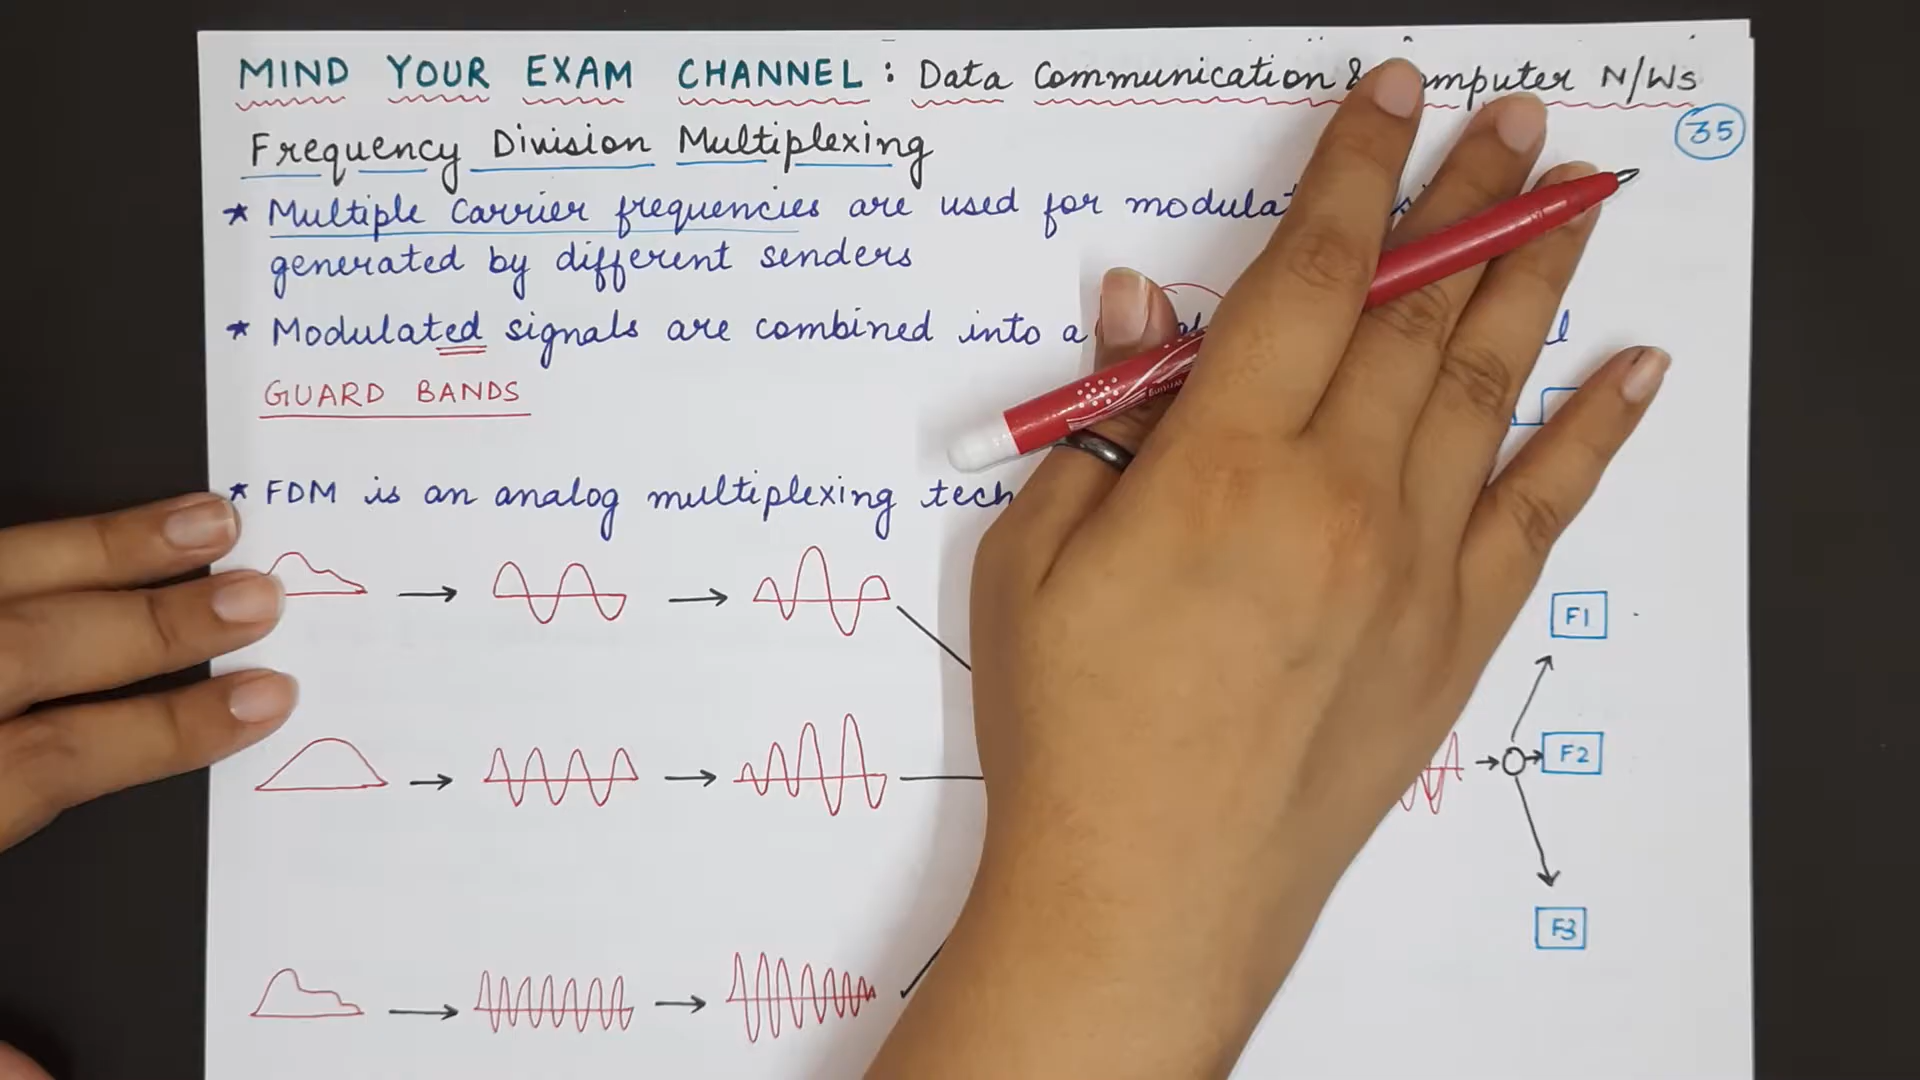 MIND YOUR EXAM CHANNEL : Data Communication & mputer N/Ws
35
Frequency Division Multiplexing
* Multiple Carrier frequencies are used for modulat
generated by different senders
* Modulated signals are combined into a
GUARD BANDS
* FDM is an analog multiplexing tech
F1
F2
F3